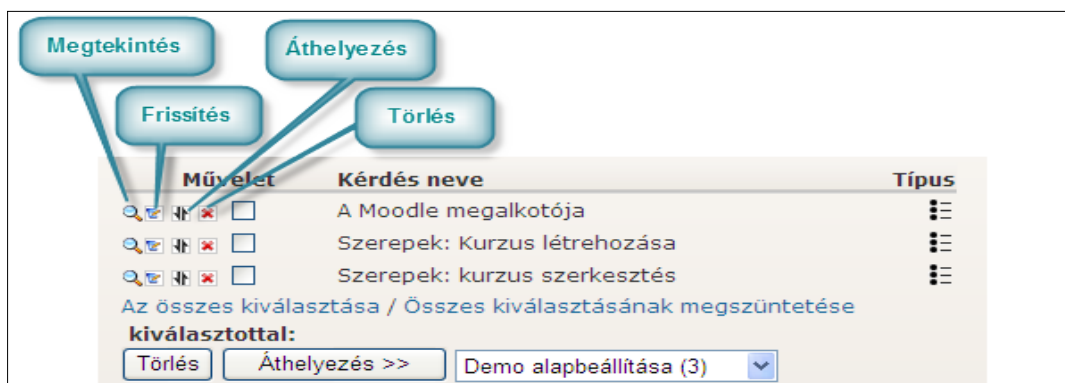 Megtekintés
Áthelyezés
Frissítés
Törlés
Művelet Kérdés neve Típus
A Moodle megalkotója
Szerepek: Kurzus létrehozása
Szerepek: kurzus szerkesztés
Az összes kiválasztása / Összes kiválasztásának megszüntetése
kiválasztottal:
Törlés Áthelyezés >> Demo alapbeállítása (3)